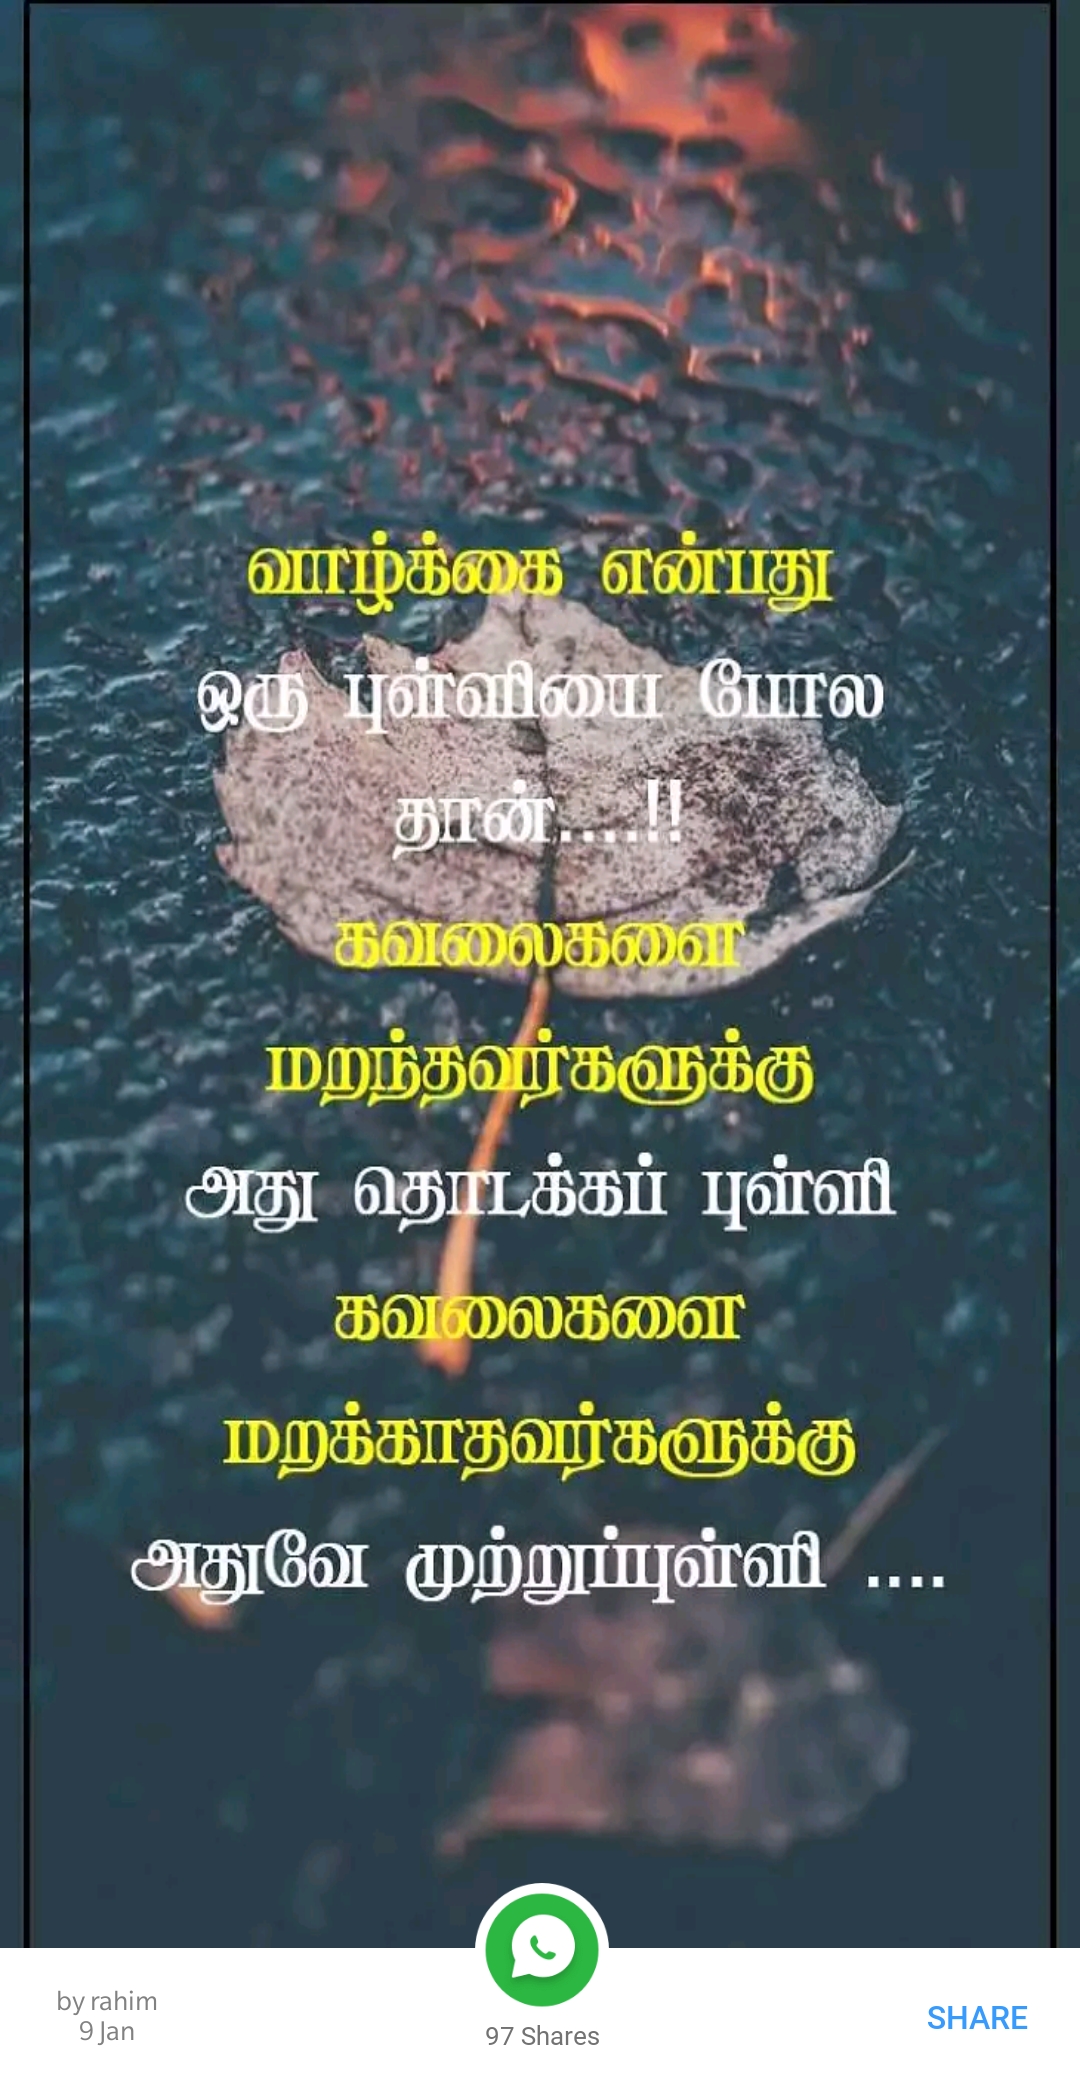 வாழ்க்கை என்பது
ஒரு புள்ளியை போல
தான்....!!
கவலைகளை
மறந்தவர்களுக்கு
அது தொடக்கப் புள்ளி
கவலைகளை
மறக்காதவர்களுக்கு
அதுவே முற்றுப்புள்ளி ....
by rahim
9 Jan
97 Shares
SHARE